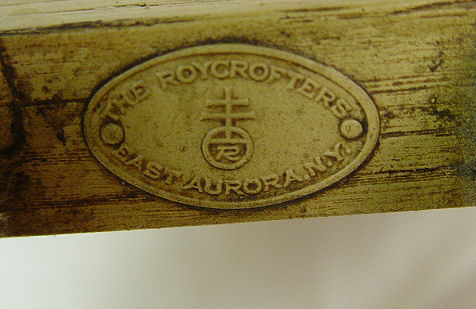 THE ROYCROFTERS
R
EAST AURORA, N.Y.